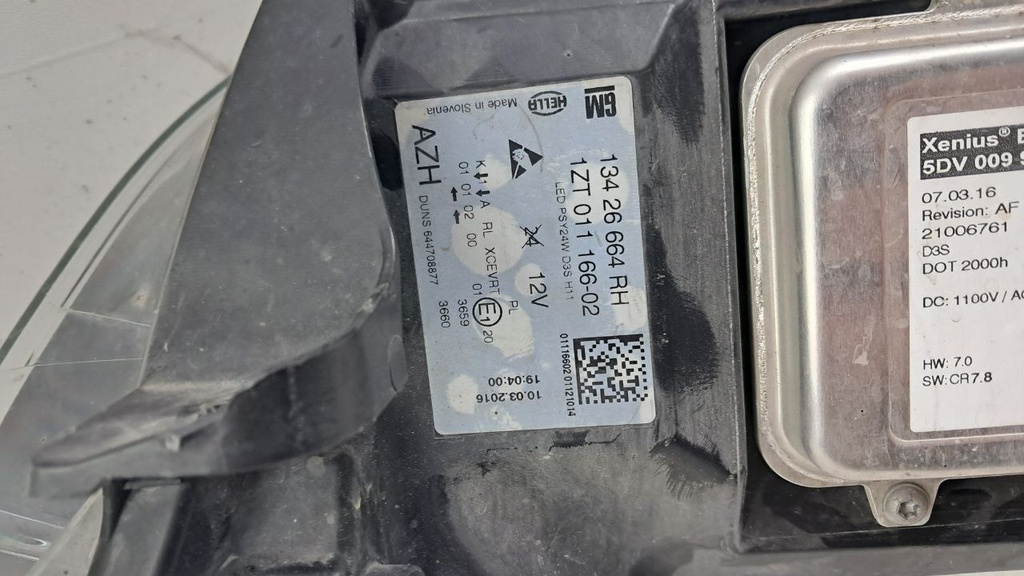 GM
HELLA
Made in Slovenia
134 26 664 RH
1ZT 011 166-02
LED PSY24W D3S H11
24 12V
K A RL XCEVRT PL
01 01 02 00 01 E1 20
3659
3660
AZH
DUNS 644708877
01116602 01121014
10.03.2016
19:04:00
Xenius®
5DV 009
07.03.16
Revision: AF
21006761
D3S
DOT 2000h
DC: 1100V /
HW: 7.0
SW: CR7.8